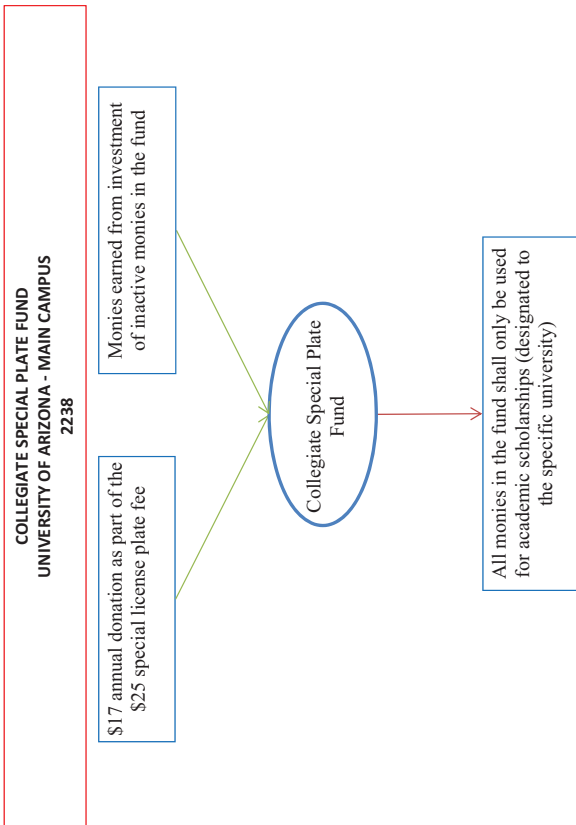 COLLEGIATE SPECIAL PLATE FUND
UNIVERSITY OF ARIZONA - MAIN CAMPUS
2238
$17 annual donation as part of the
$25 special license plate fee
Monies earned from investment
of inactive monies in the fund
Collegiate Special Plate
Fund
All monies in the fund shall only be used
for academic scholarships (designated to
the specific university)